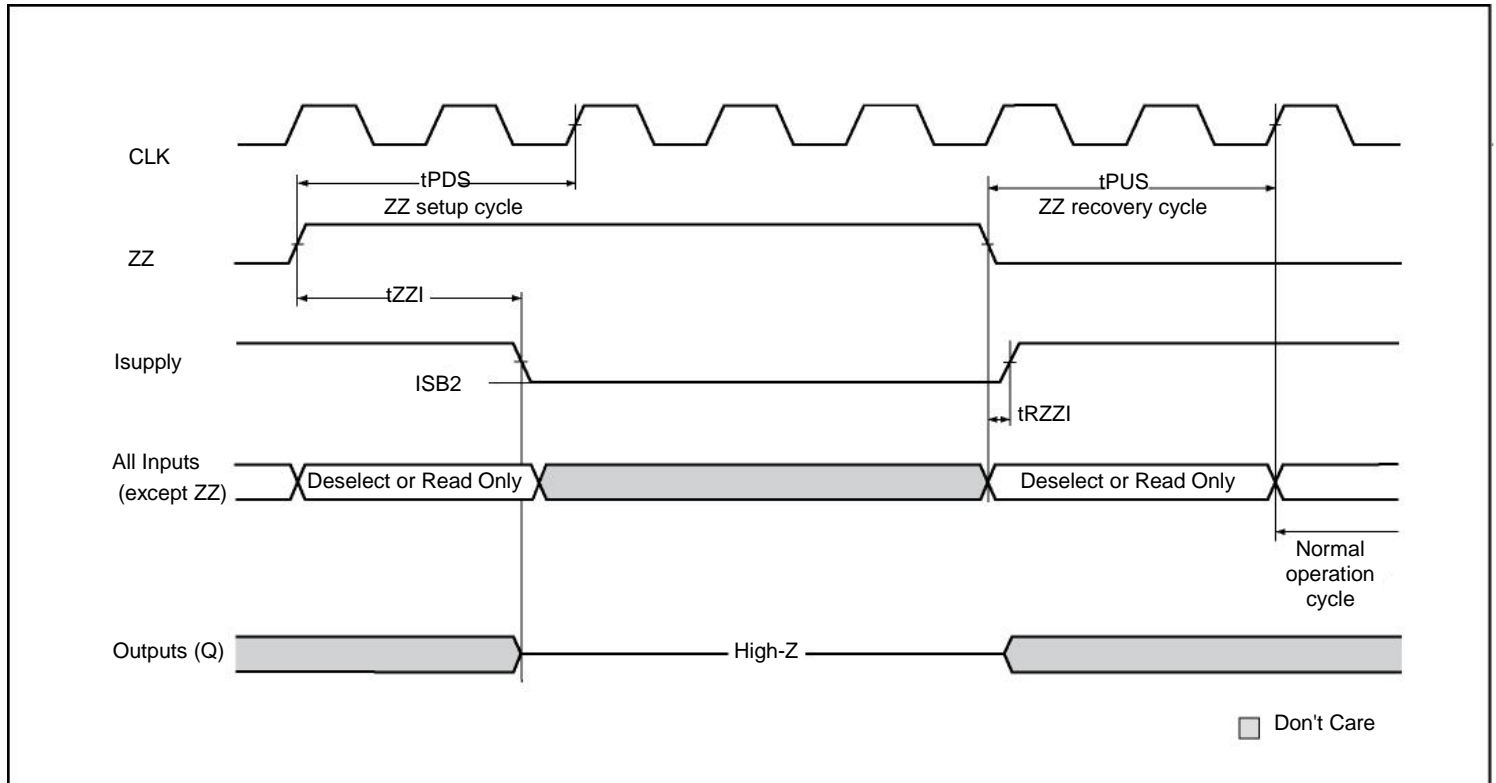 CLK
tPDS
ZZ setup cycle
tPUS
ZZ recovery cycle
ZZ
tZZI
Isupply
ISB2
tRZZI
All Inputs
(except ZZ)
Deselect or Read Only
Deselect or Read Only
Normal
operation
cycle
Outputs (Q)
High-Z
Don't Care